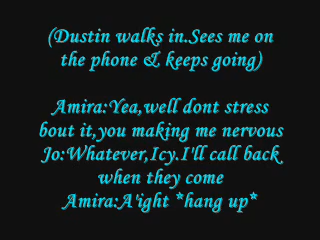 (Dustin walks in.Sees me on
the phone & keeps going)
Amira:Yea,well dont stress
bout it,you making me nervous
Jo:Whatever,Icy.I'll call back
when they come
Amira:A'ight *hang up*